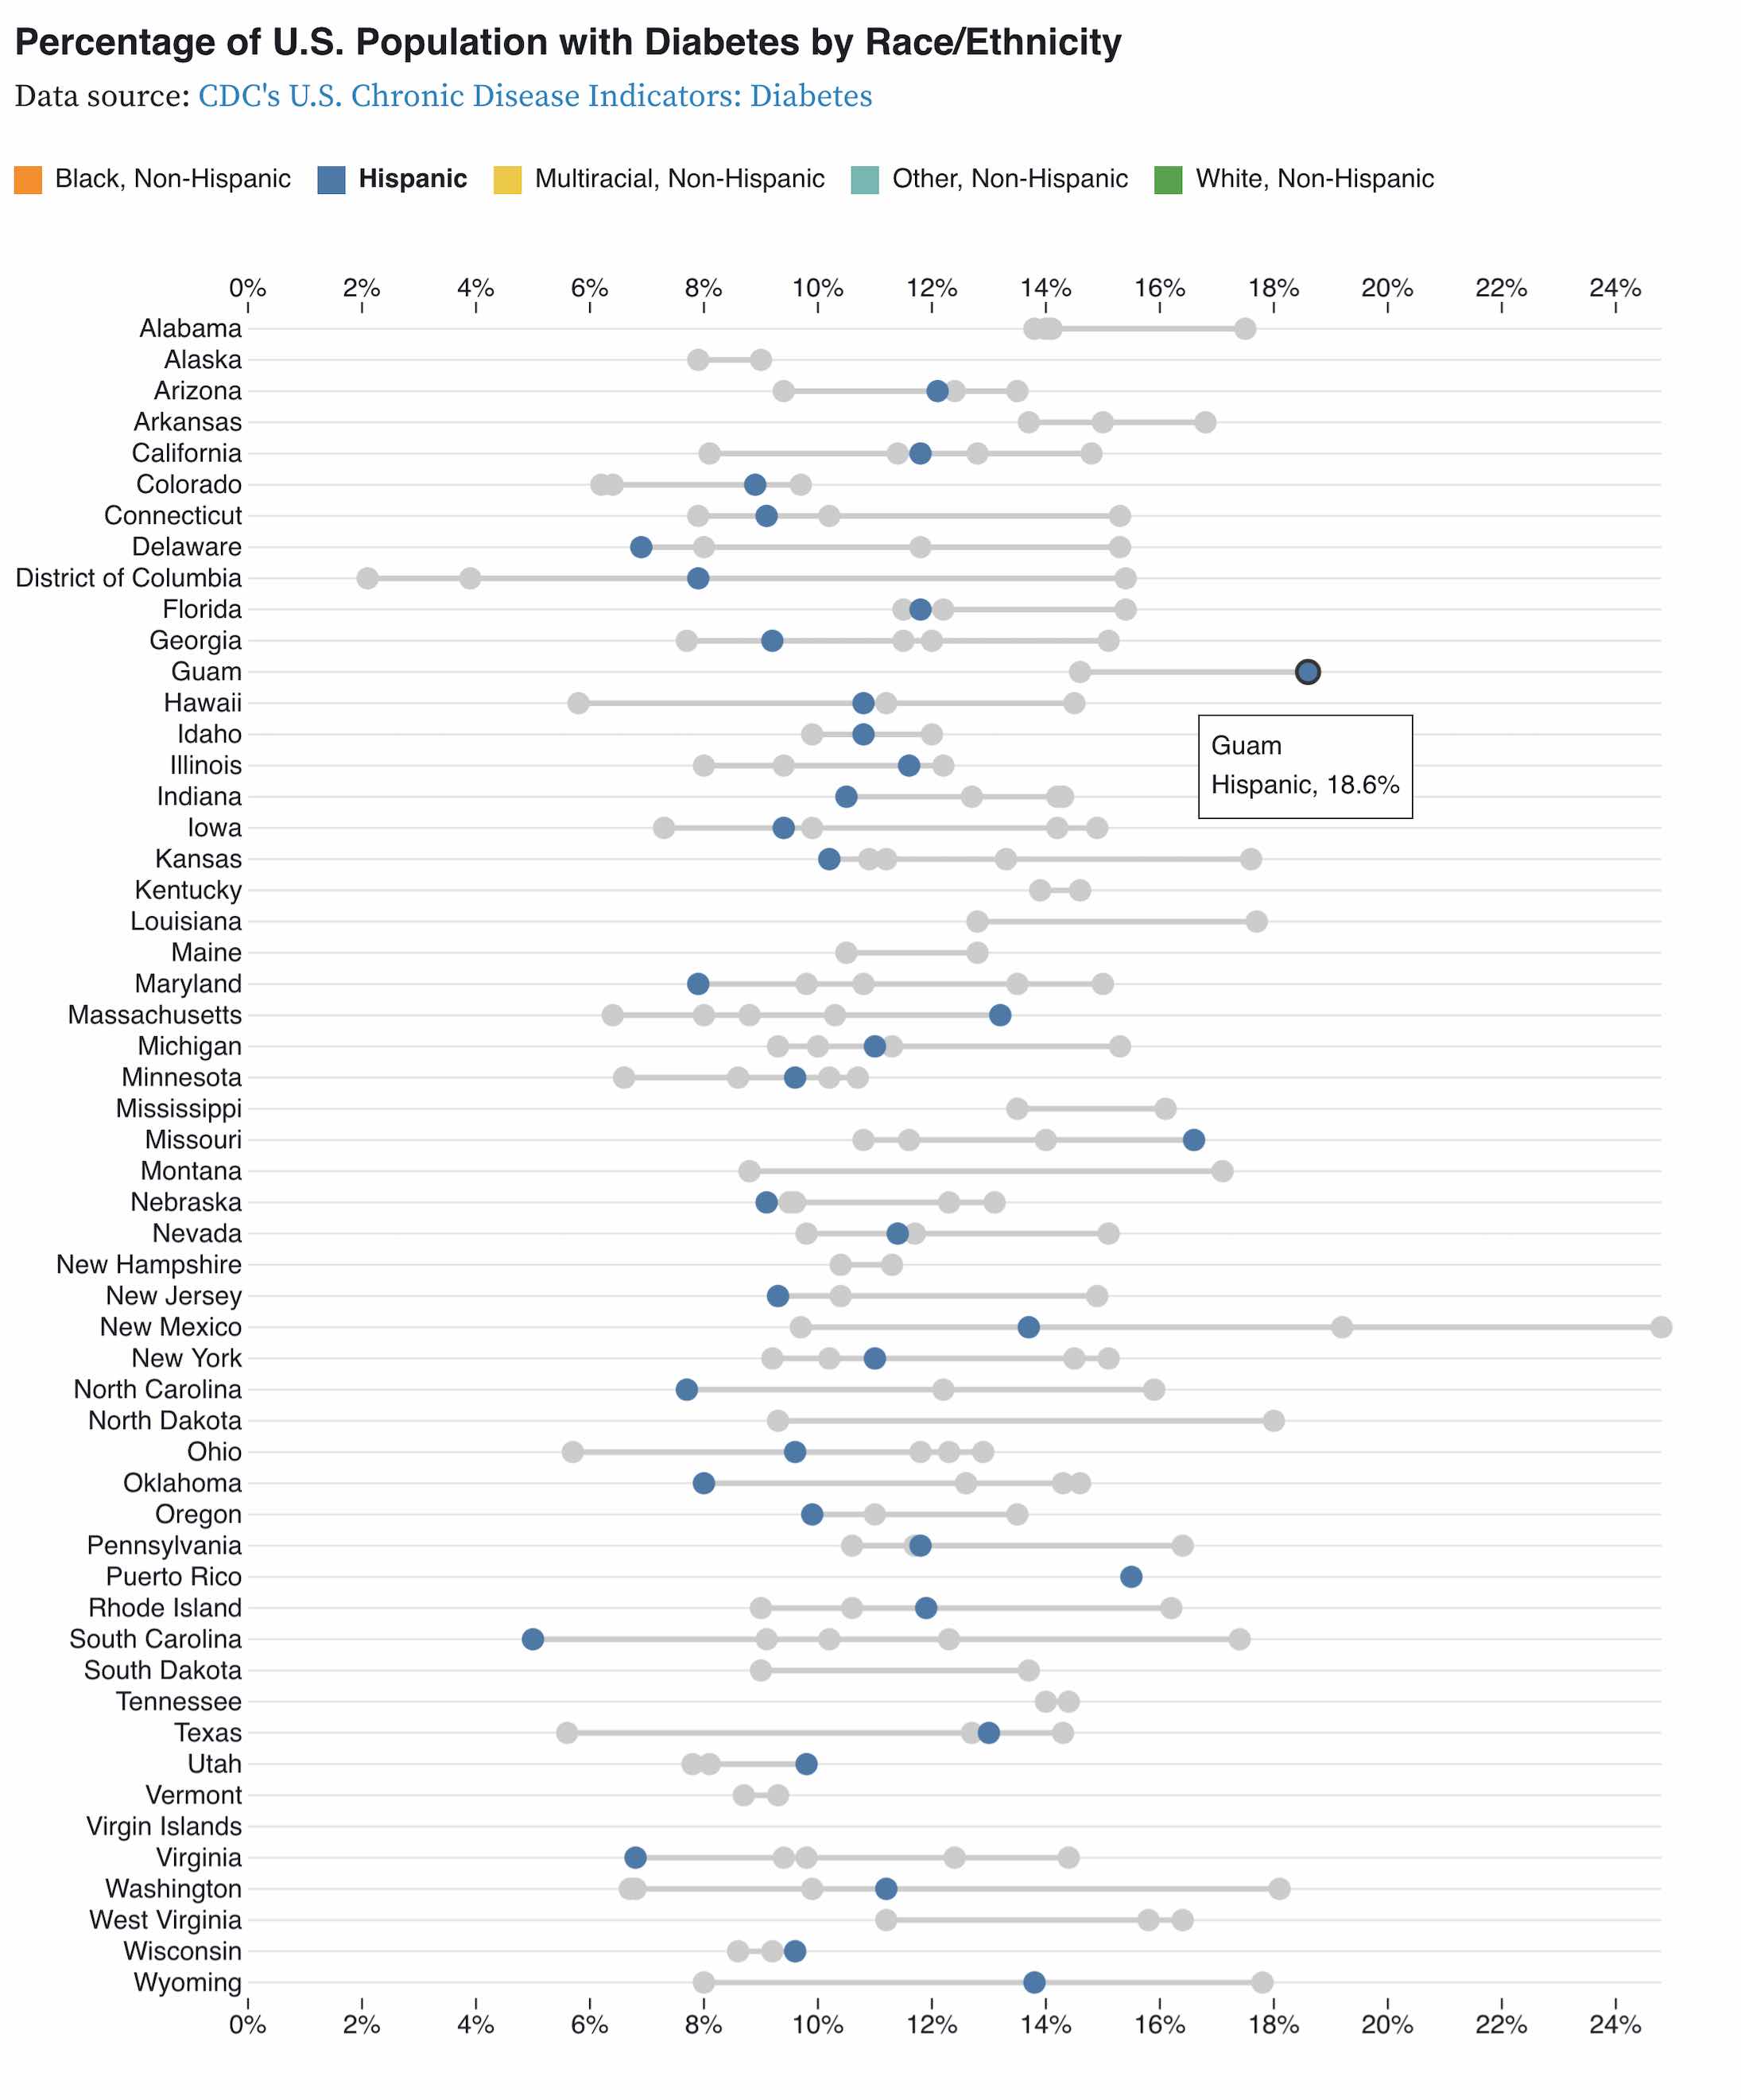 Percentage of U.S. Population with Diabetes by Race/Ethnicity
Data source: CDC's U.S. Chronic Disease Indicators: Diabetes
Black, Non-Hispanic Hispanic Multiracial, Non-Hispanic Other, Non-Hispanic White, Non-Hispanic
0% 2% 4% 6% 8% 10% 12% 14% 16% 18% 20% 22% 24%
Alabama
Alaska
Arizona
Arkansas
California
Colorado
Connecticut
Delaware
District of Columbia
Florida
Georgia
Guam
Hawaii
Idaho
Guam
Illinois
Hispanic, 18.6%
Indiana
Iowa
Kansas
Kentucky
Louisiana
Maine
Maryland
Massachusetts
Michigan
Minnesota
Mississippi
Missouri
Montana
Nebraska
Nevada
New Hampshire
New Jersey
New Mexico
New York
North Carolina
North Dakota
Ohio
Oklahoma
Oregon
Pennsylvania
Puerto Rico
Rhode Island
South Carolina
South Dakota
Tennessee
Texas
Utah
Vermont
Virgin Islands
Virginia
Washington
West Virginia
Wisconsin
Wyoming
0% 2% 4% 6% 8% 10% 12% 14% 16% 18% 20% 22% 24%